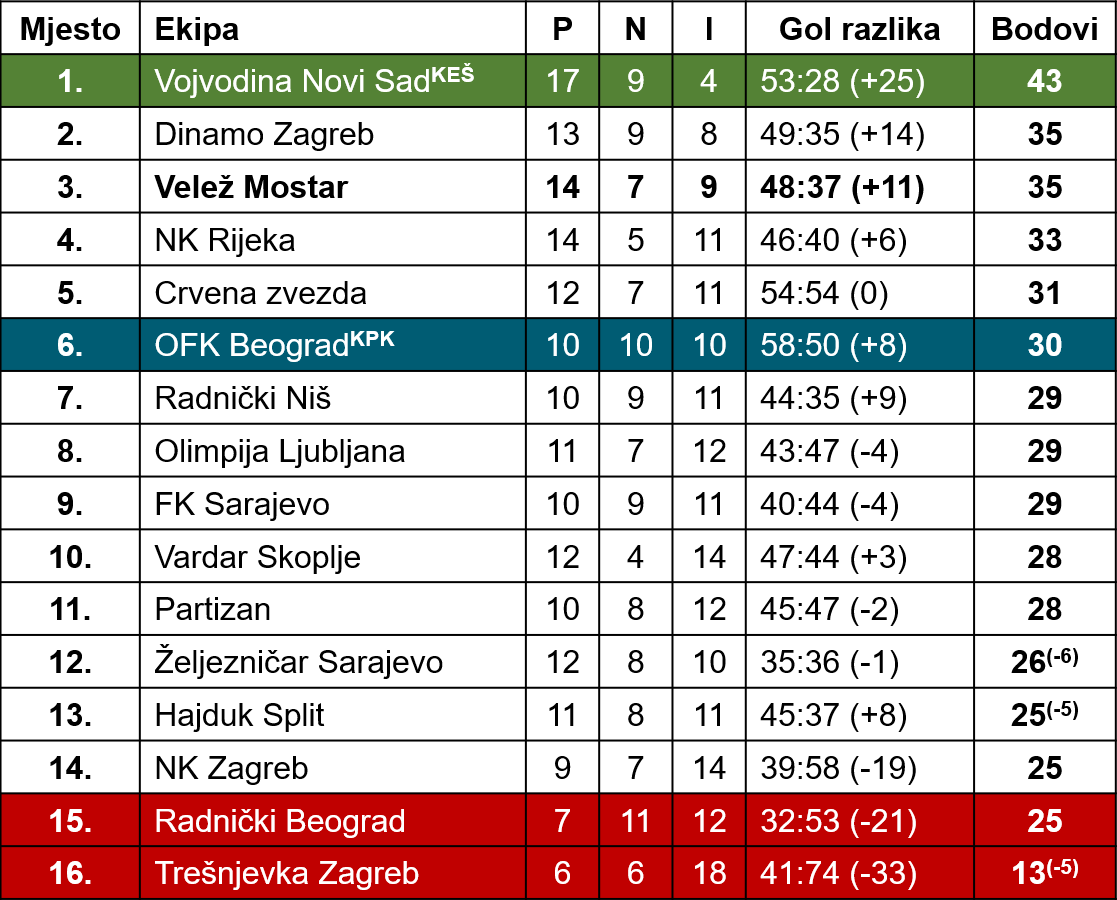 Mjesto Ekipa P N I Gol razlika Bodovi
1. Vojvodina Novi SadKEŠ 17 9 4 53:28 (+25) 43
2. Dinamo Zagreb 13 9 8 49:35 (+14) 35
3. Velež Mostar 14 7 9 48:37 (+11) 35
4. NK Rijeka 14 5 11 46:40 (+6) 33
5. Crvena zvezda 12 7 11 54:54 (0) 31
6. OFK BeogradKPK 10 10 10 58:50 (+8) 30
7. Radnički Niš 10 9 11 44:35 (+9) 29
8. Olimpija Ljubljana 11 7 12 43:47 (-4) 29
9. FK Sarajevo 10 9 11 40:44 (-4) 29
10. Vardar Skoplje 12 4 14 47:44 (+3) 28
11. Partizan 10 8 12 45:47 (-2) 28
12. Željezničar Sarajevo 12 8 10 35:36 (-1) 26(-6)
13. Hajduk Split 11 8 11 45:37 (+8) 25(-5)
14. NK Zagreb 9 7 14 39:58 (-19) 25
15. Radnički Beograd 7 11 12 32:53 (-21) 25
16. Trešnjevka Zagreb 6 6 18 41:74 (-33) 13(-5)